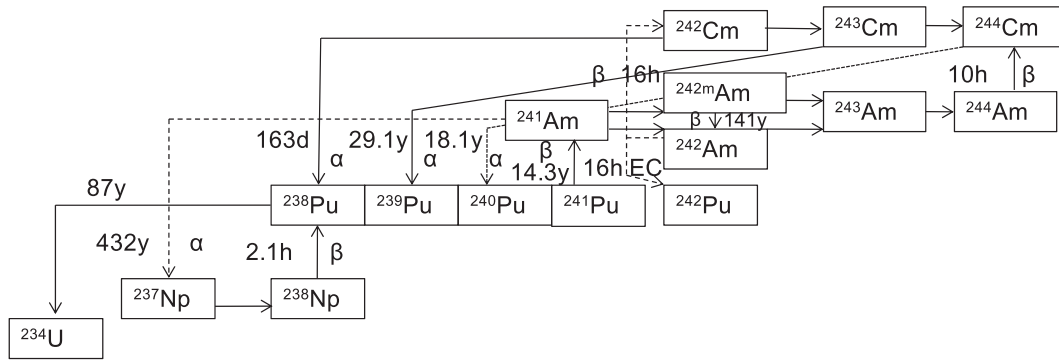 ²⁴²Cm ²⁴³Cm ²⁴⁴Cm
β 16h ²⁴²ᵐAm 10h β
²⁴¹Am ²⁴³Am ²⁴⁴Am
β 141y
163d 29.1y 18.1y β ²⁴²Am
α α α 14.3y 16h EC
87y ²³⁸Pu ²³⁹Pu ²⁴⁰Pu ²⁴¹Pu ²⁴²Pu
432y α 2.1h β
²³⁷Np ²³⁸Np
²³⁴U